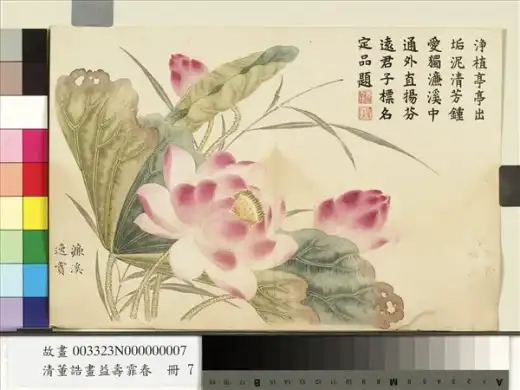 淨植亭亭出
垢泥清芳鍾
愛獨濂溪中
通外直揚芬
遠君子標名
定品題
濂溪
逸賞
故畫 003323N000000007
清董誥畫益壽霏春 冊 7